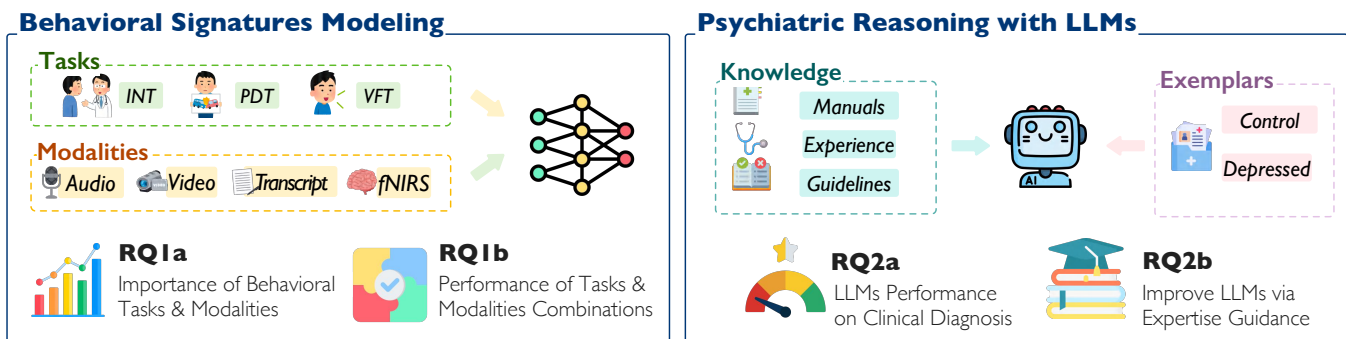 Behavioral Signatures Modeling
Tasks
INT
PDT
VFT
Modalities
Audio
Video
Transcript
fNIRS
RQ1a
Importance of Behavioral
Tasks & Modalities
RQ1b
Performance of Tasks &
Modalities Combinations
Psychiatric Reasoning with LLMs
Knowledge
Manuals
Experience
Guidelines
AI
Exemplars
Control
Depressed
RQ2a
LLMs Performance
on Clinical Diagnosis
RQ2b
Improve LLMs via
Expertise Guidance